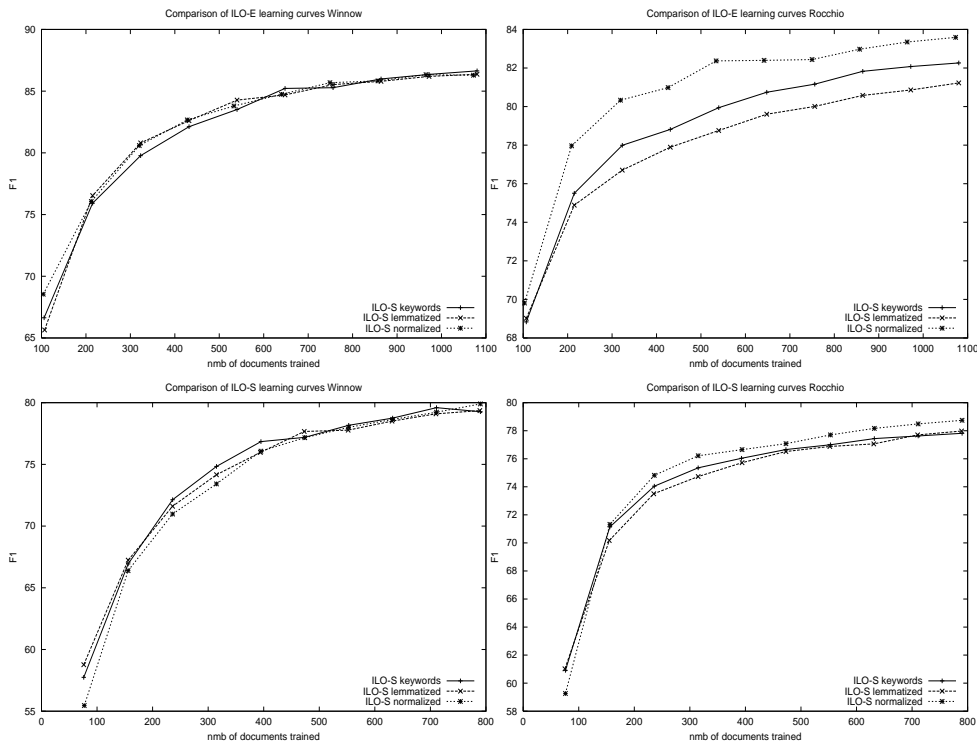 Comparison of ILO-E learning curves Winnow
90
85
80
75
70
65
F1
100 200 300 400 500 600 700 800 900 1000 1100
nmb of documents trained
ILO-S keywords
ILO-S lemmatized
ILO-S normalized
Comparison of ILO-E learning curves Rocchio
84
82
80
78
76
74
72
70
68
F1
100 200 300 400 500 600 700 800 900 1000 1100
nmb of documents trained
ILO-S keywords
ILO-S lemmatized
ILO-S normalized
Comparison of ILO-S learning curves Winnow
80
75
70
65
60
55
F1
0 100 200 300 400 500 600 700 800
nmb of documents trained
ILO-S keywords
ILO-S lemmatized
ILO-S normalized
Comparison of ILO-S learning curves Rocchio
78
76
74
72
70
68
66
64
62
60
58
F1
0 100 200 300 400 500 600 700 800
nmb of documents trained
ILO-S keywords
ILO-S lemmatized
ILO-S normalized